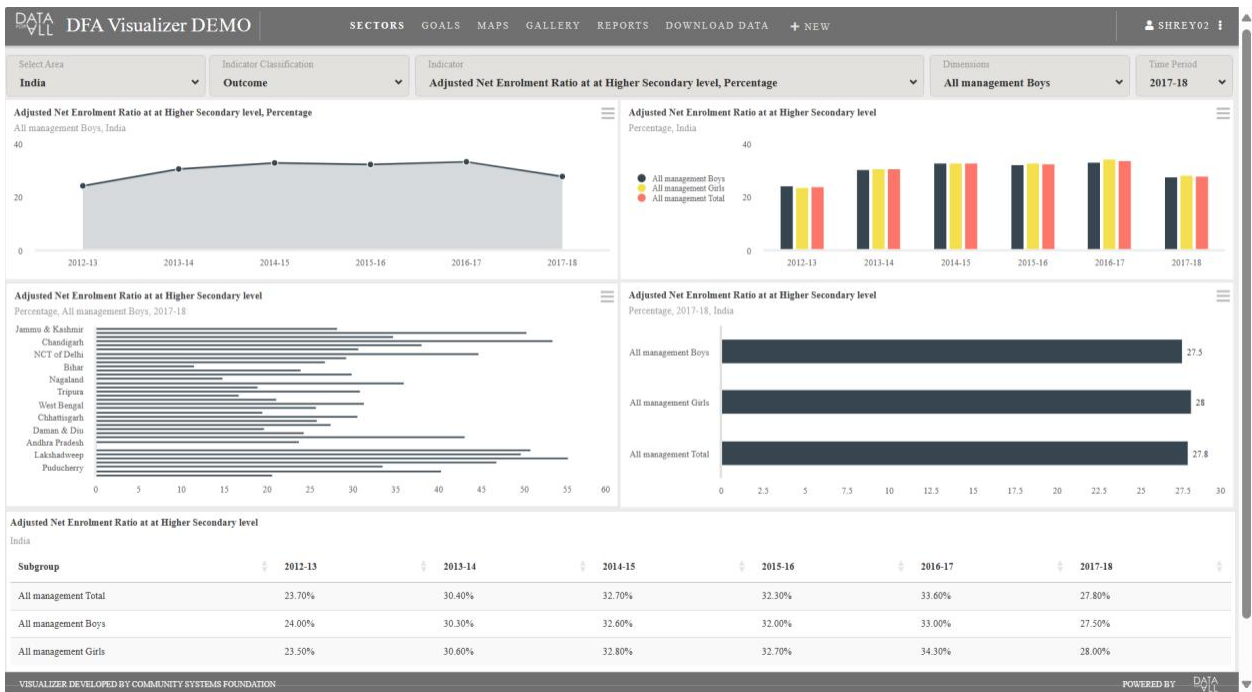 DATA FOR ALL DFA Visualizer DEMO SECTORS GOALS MAPS GALLERY REPORTS DOWNLOAD DATA + NEW SHREY02
Select Area Indicator Classification Indicator Dimensions Time Period
India Outcome Adjusted Net Enrolment Ratio at at Higher Secondary level, Percentage All management Boys 2017-18
Adjusted Net Enrolment Ratio at at Higher Secondary level, Percentage
All management Boys, India
40
20
0
2012-13 2013-14 2014-15 2015-16 2016-17 2017-18
Adjusted Net Enrolment Ratio at at Higher Secondary level
Percentage, India
All management Boys
All management Girls
All management Total
40
20
0
2012-13 2013-14 2014-15 2015-16 2016-17 2017-18
Adjusted Net Enrolment Ratio at at Higher Secondary level
Percentage, All management Boys, 2017-18
Jammu & Kashmir
Chandigarh
NCT of Delhi
Bihar
Nagaland
Tripura
West Bengal
Chhattisgarh
Daman & Diu
Andhra Pradesh
Lakshadweep
Puducherry
0 5 10 15 20 25 30 35 40 45 50 55 60
Adjusted Net Enrolment Ratio at at Higher Secondary level
Percentage, 2017-18, India
All management Boys 27.5
All management Girls 28
All management Total 27.8
0 2.5 5 7.5 10 12.5 15 17.5 20 22.5 25 27.5 30
Adjusted Net Enrolment Ratio at at Higher Secondary level
India
Subgroup 2012-13 2013-14 2014-15 2015-16 2016-17 2017-18
All management Total 23.70% 30.40% 32.70% 32.30% 33.60% 27.80%
All management Boys 24.00% 30.30% 32.60% 32.00% 33.00% 27.50%
All management Girls 23.50% 30.60% 32.80% 32.70% 34.30% 28.00%
VISUALIZER DEVELOPED BY COMMUNITY SYSTEMS FOUNDATION POWERED BY DATA FOR ALL